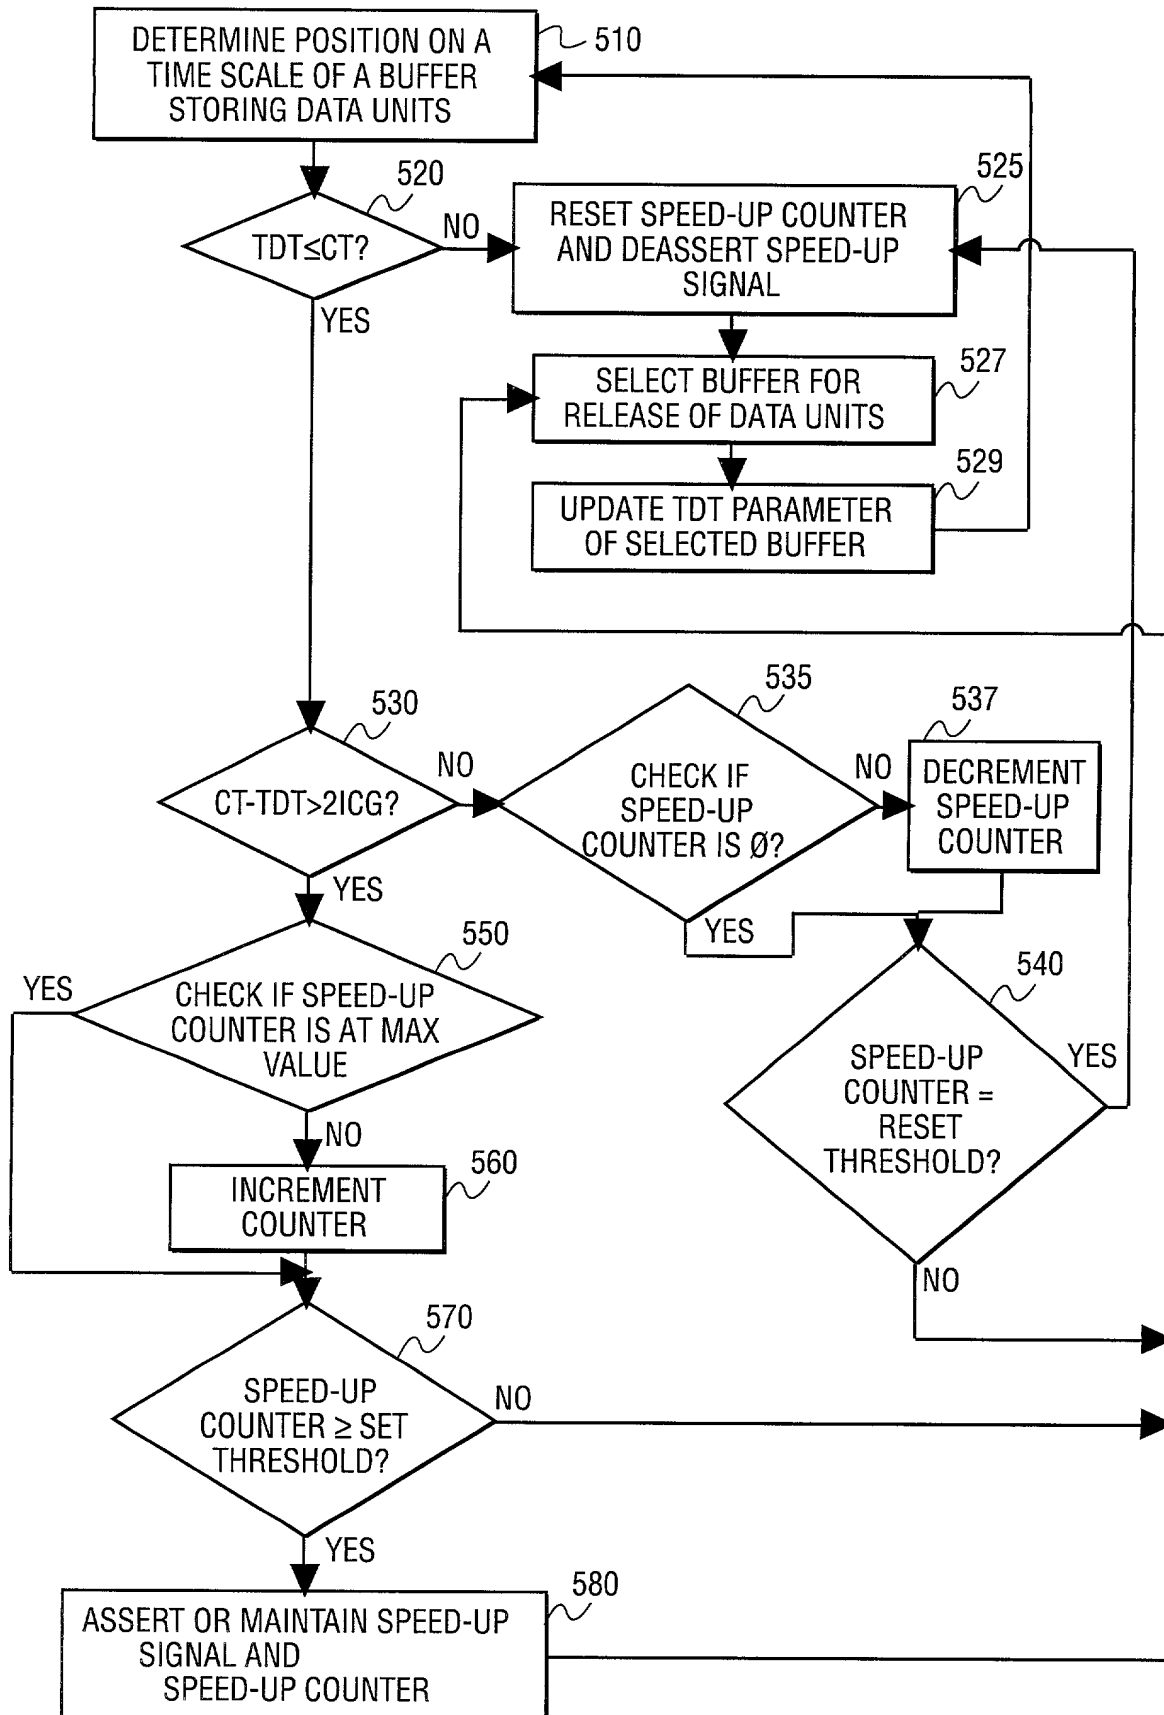 DETERMINE POSITION ON A
TIME SCALE OF A BUFFER
STORING DATA UNITS
510
520
TDT≤CT?
NO
YES
525
RESET SPEED-UP COUNTER
AND DEASSERT SPEED-UP
SIGNAL
527
SELECT BUFFER FOR
RELEASE OF DATA UNITS
529
UPDATE TDT PARAMETER
OF SELECTED BUFFER
530
CT-TDT>2ICG?
NO
YES
535
CHECK IF
SPEED-UP
COUNTER IS Ø?
NO
YES
537
DECREMENT
SPEED-UP
COUNTER
540
SPEED-UP
COUNTER =
RESET
THRESHOLD?
YES
NO
550
YES
CHECK IF SPEED-UP
COUNTER IS AT MAX
VALUE
NO
560
INCREMENT
COUNTER
570
SPEED-UP
COUNTER ≥ SET
THRESHOLD?
NO
YES
580
ASSERT OR MAINTAIN SPEED-UP
SIGNAL AND
SPEED-UP COUNTER